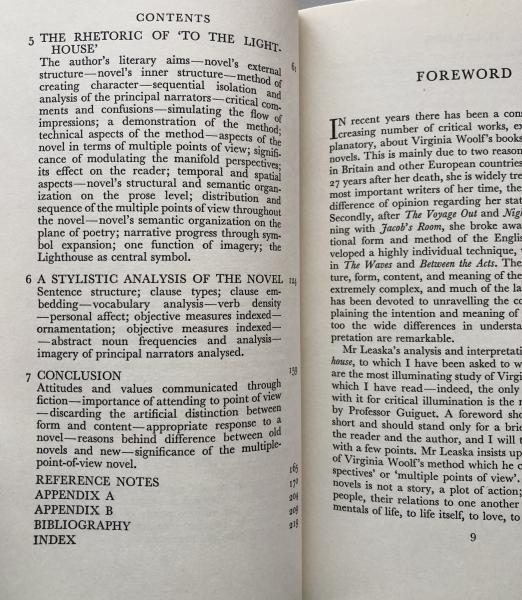 CONTENTS
5 THE RHETORIC OF 'TO THE LIGHT-
HOUSE' 61
The author's literary aims—novel's external
structure—novel's inner structure—method of
creating character—sequential isolation and
analysis of the principal narrators—critical com-
ments and confusions—simulating the flow of
impressions; a demonstration of the method;
technical aspects of the method—aspects of the
novel in terms of multiple points of view; signifi-
cance of modulating the manifold perspectives;
its effect on the reader; temporal and spatial
aspects—novel's structural and semantic organ-
ization on the prose level; distribution and
sequence of the multiple points of view throughout
the novel—novel's semantic organization on the
plane of poetry; narrative progress through sym-
bol expansion; one function of imagery; the
Lighthouse as central symbol.
6 A STYLISTIC ANALYSIS OF THE NOVEL 124
Sentence structure; clause types; clause em-
bedding—vocabulary analysis—verb density
—personal affect; objective measures indexed—
ornamentation; objective measures indexed—
—abstract noun frequencies and analysis—
imagery of principal narrators analysed.
7 CONCLUSION 159
Attitudes and values communicated through
fiction—importance of attending to point of view
—discarding the artificial distinction between
form and content—appropriate response to a
novel—reasons behind difference between old
novels and new—significance of the multiple-
point-of-view novel.
REFERENCE NOTES 165
APPENDIX A 170
APPENDIX B 204
BIBLIOGRAPHY 209
INDEX 219
FOREWORD
IN recent years there has been a
creasing number of critical works,
planatory, about Virginia Woolf's books
novels. This is mainly due to two
in Britain and other European countries
27 years after her death, she is widely
most important writers of her time, the
difference of opinion regarding her
Secondly, after The Voyage Out and
ning with Jacob's Room, she broke
tional form and method of the
veloped a highly individual technique,
in The Waves and Between the Acts. The
ture, form, content, and meaning of
extremely complex, and much of the
has been devoted to unravelling the
plaining the intention and meaning of
too the wide differences in
pretation are remarkable.
Mr Leaska's analysis and
house, to which I have been asked to
are the most illuminating study of
which I have read—indeed, the only
with it for critical illumination is the
by Professor Guiguet. A foreword
short and should stand only for a
the reader and the author, and I will
with a few points. Mr Leaska insists
of Virginia Woolf's method which he
spectives' or 'multiple points of view'.
novels is not a story, a plot of action;
people, their relations to one another
mentals of life, to life itself, to love, to
9